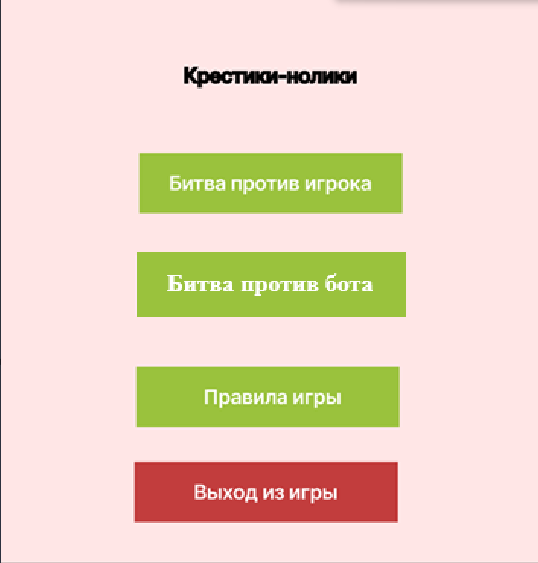 Крестики-нолики
Битва против игрока
Битва против бота
Правила игры
Выход из игры